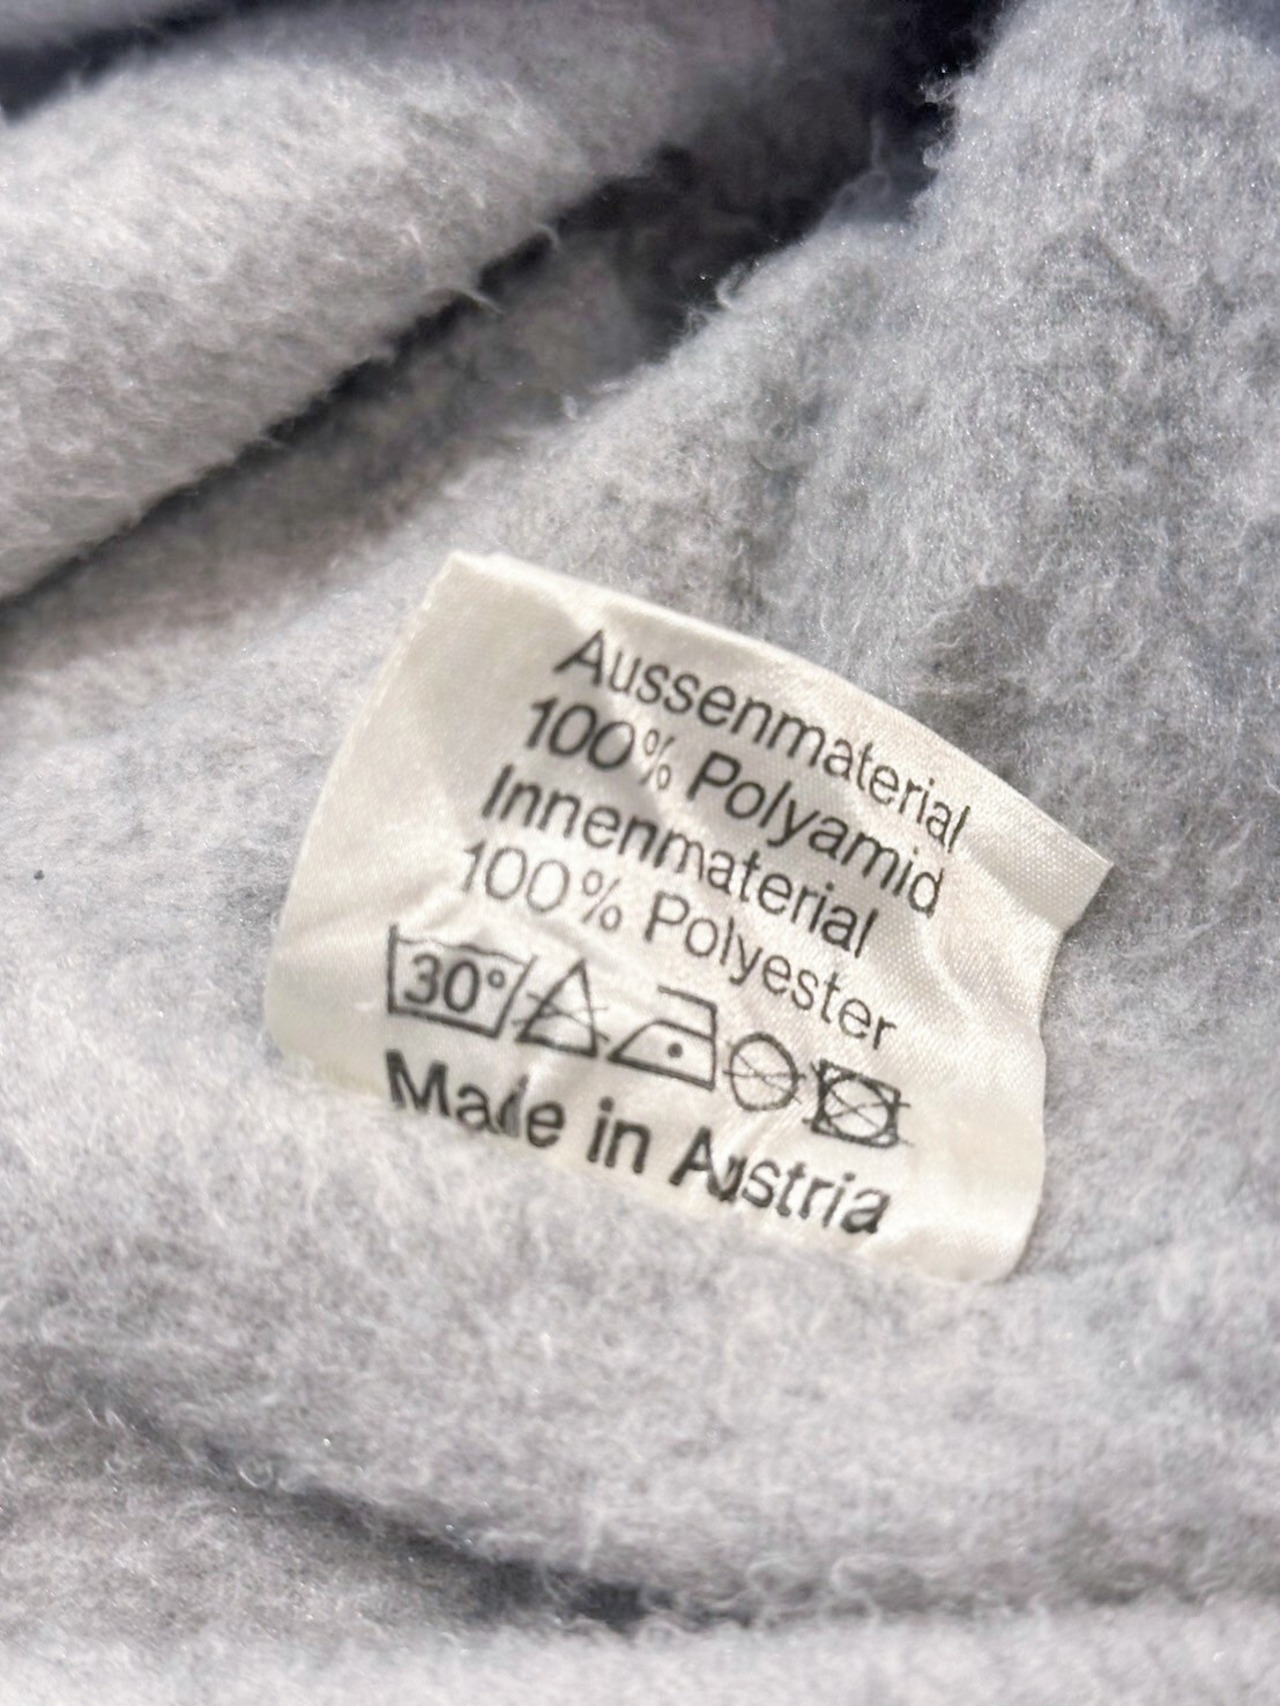 Aussenmaterial
100% Polyamid
Innenmaterial
100% Polyester
30°
Made in Austria